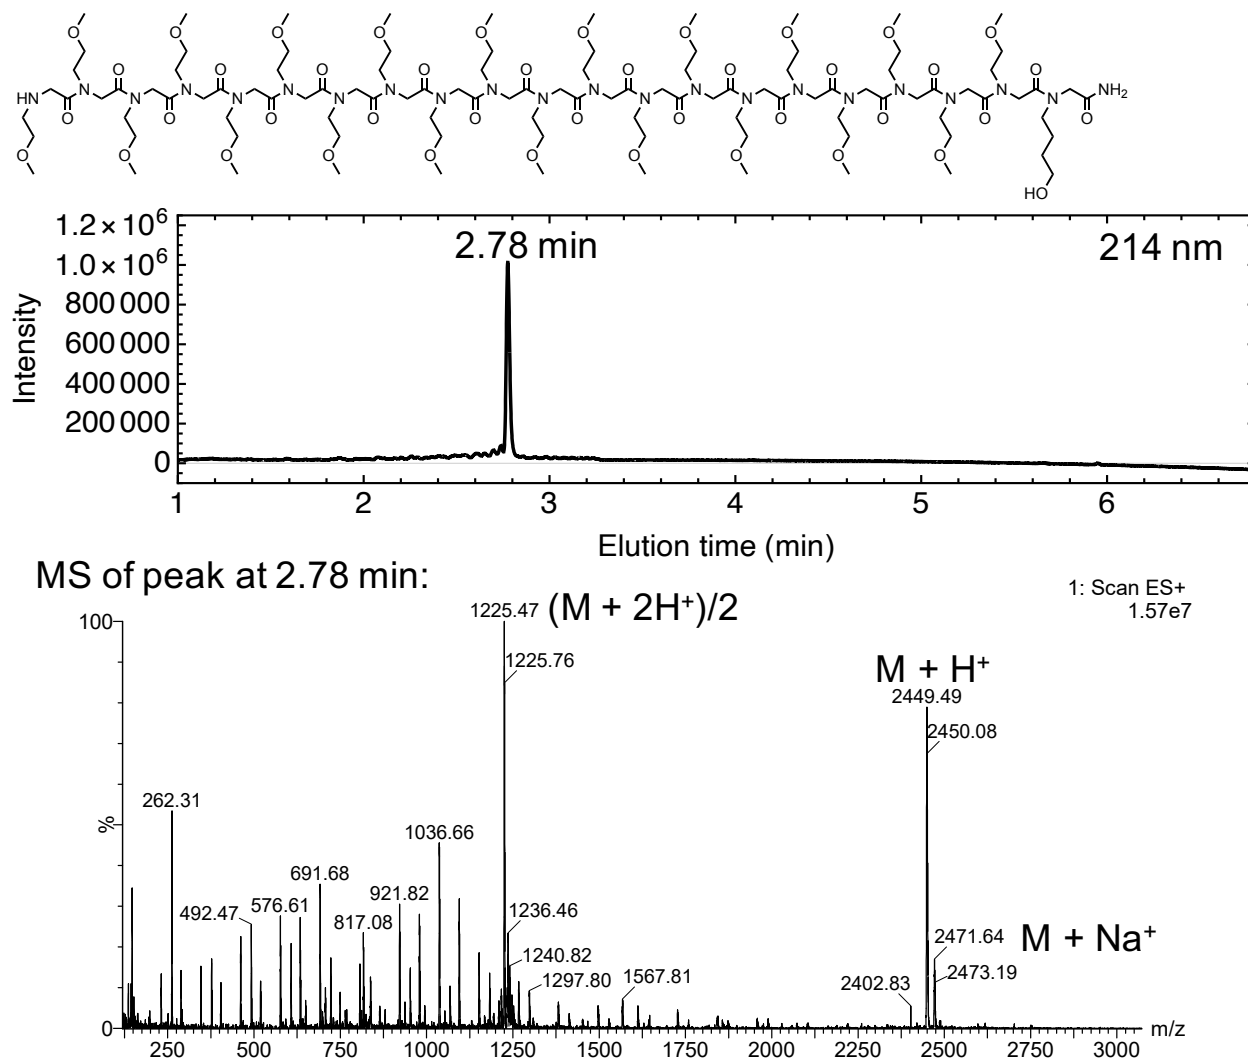 O O O O O O O O O O
O O O O O O O O O O
HN N N N N N N N N N N N N N N N N N N N N NH₂
O O O O O O O O O O O
O O O O O O O O O O
HO
1.2 × 10⁶
1.0 × 10⁶
800 000
600 000
400 000
200 000
0
Intensity
2.78 min
214 nm
1 2 3 4 5 6
Elution time (min)
MS of peak at 2.78 min:
1: Scan ES+
1.57e7
100
%
0
1225.47
(M + 2H⁺)/2
1225.76
M + H⁺
2449.49
2450.08
262.31
1036.66
691.68
921.82
576.61
492.47
817.08
1236.46
1240.82
1297.80
1567.81
2402.83
2471.64
M + Na⁺
2473.19
250 500 750 1000 1250 1500 1750 2000 2250 2500 2750 3000
m/z